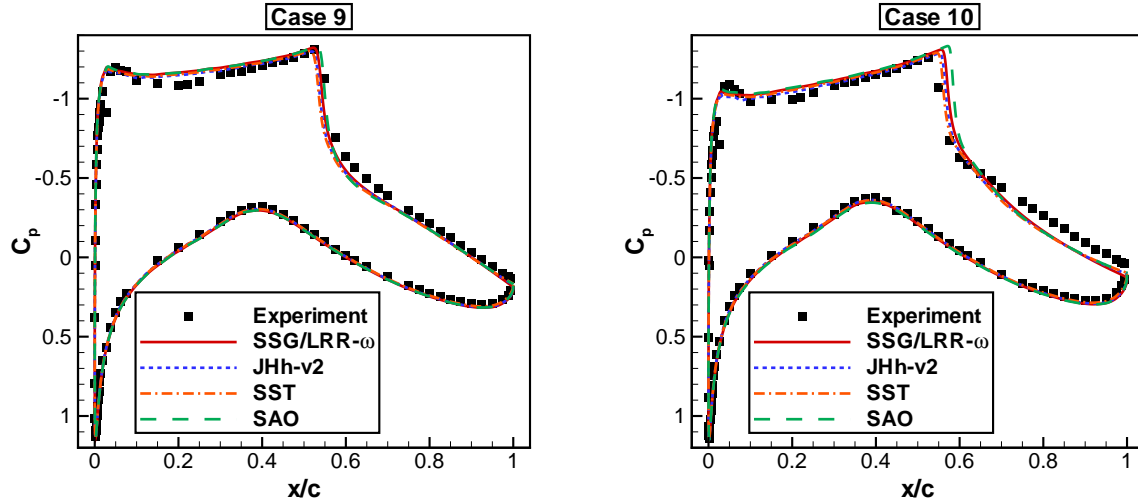 Case 9
-1
-0.5
0
0.5
1
Cp
0
0.2
0.4
0.6
0.8
1
x/c
Experiment
SSG/LRR-ω
JHh-v2
SST
SAO
Case 10
-1
-0.5
0
0.5
1
Cp
0
0.2
0.4
0.6
0.8
1
x/c
Experiment
SSG/LRR-ω
JHh-v2
SST
SAO